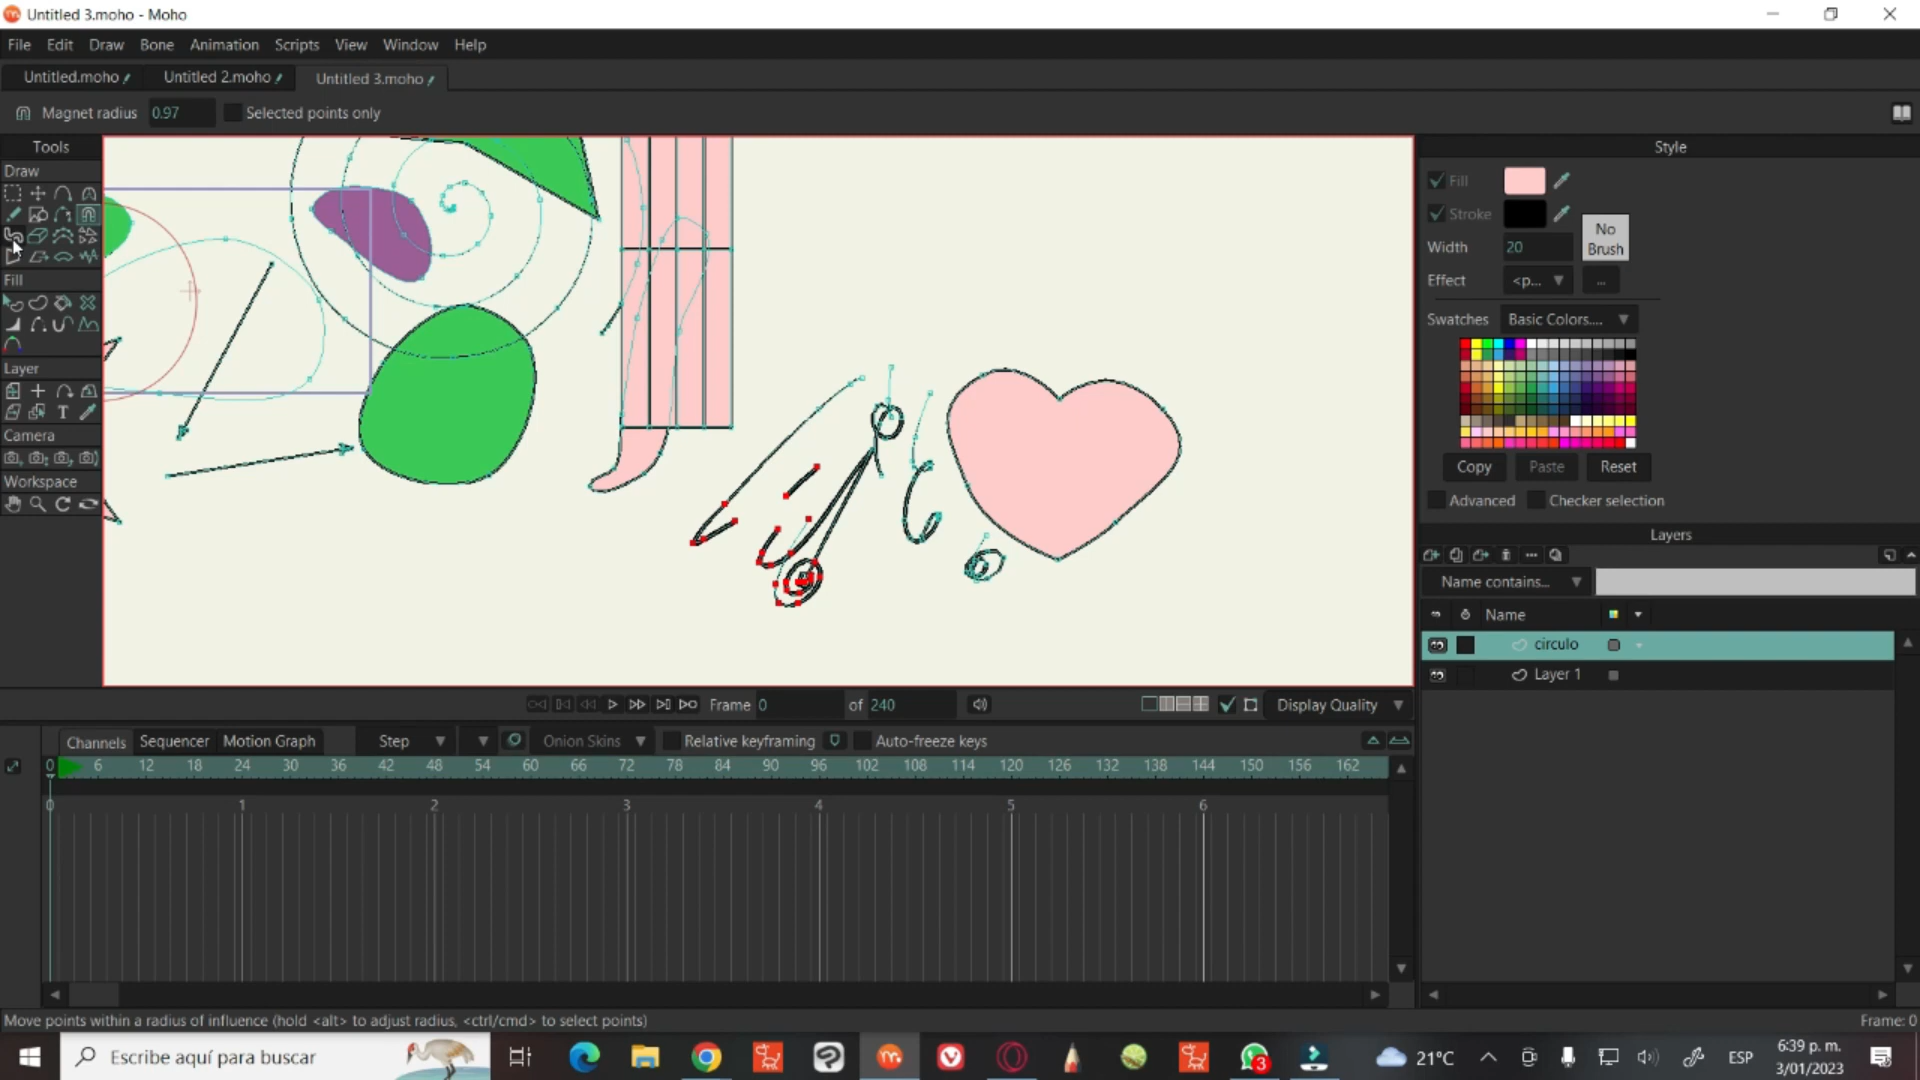 Untitled 3.moho - Moho
File Edit Draw Bone Animation Scripts View Window Help
Untitled.moho Untitled 2.moho Untitled 3.moho
Magnet radius 0.97 Selected points only
Tools
Draw
Fill
Layer
Camera
Workspace
Style
Fill
Stroke
No Brush
Width 20
Effect <p... ...
Swatches Basic Colors....
Copy Paste Reset
Advanced Checker selection
Layers
Name contains...
Name
circulo
Layer 1
Frame 0 of 240 Display Quality
Channels Sequencer Motion Graph Step Onion Skins Relative keyframing Auto-freeze keys
0 6 12 18 24 30 36 42 48 54 60 66 72 78 84 90 96 102 108 114 120 126 132 138 144 150 156 162
0 1 2 3 4 5 6
Move points within a radius of influence (hold <alt> to adjust radius, <ctrl/cmd> to select points) Frame: 0
Escribe aquí para buscar
3
21°C
ESP
6:39 p. m.
3/01/2023